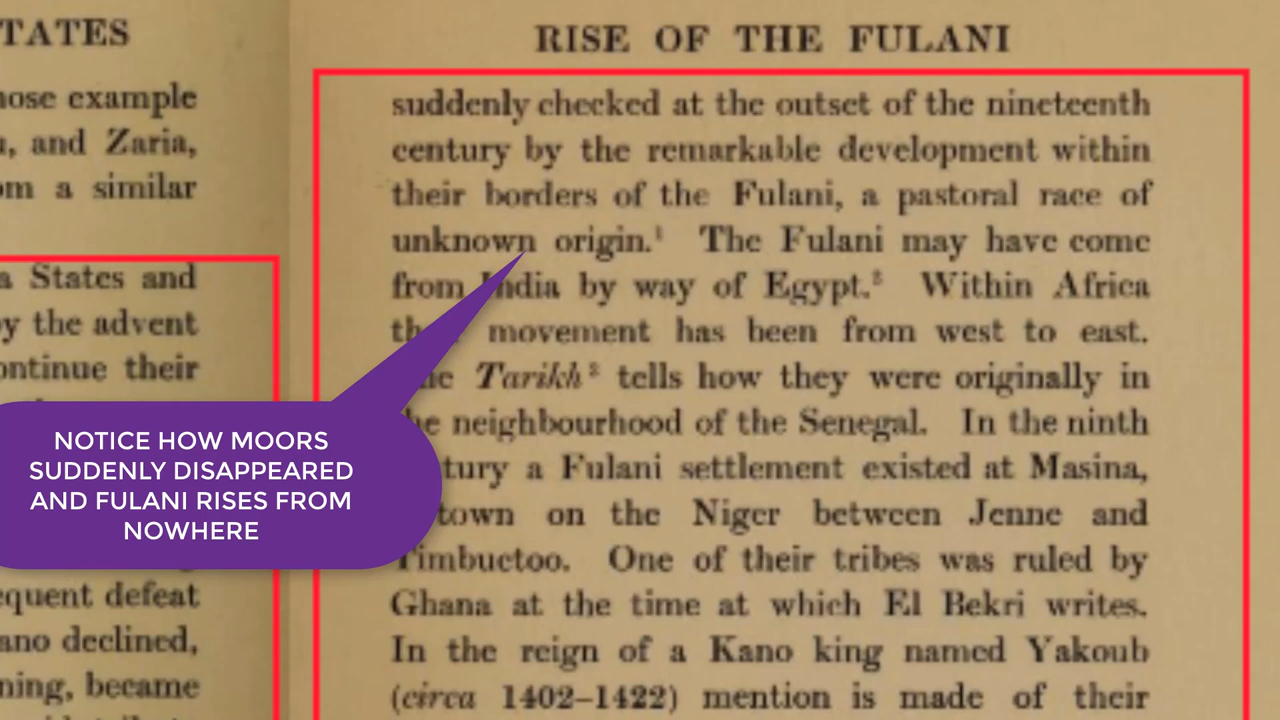 TATES
nose example
, and Zaria,
om a similar
a States and
by the advent
ontinue their
equent defeat
ano declined,
ning, became
RISE OF THE FULANI
suddenly checked at the outset of the nineteenth
century by the remarkable development within
their borders of the Fulani, a pastoral race of
unknown origin.¹ The Fulani may have come
from India by way of Egypt.² Within Africa
movement has been from west to east.
Tarikh³ tells how they were originally in
neighbourhood of the Senegal. In the ninth
tury a Fulani settlement existed at Masina,
town on the Niger between Jenne and
Timbuctoo. One of their tribes was ruled by
Ghana at the time at which El Bekri writes.
In the reign of a Kano king named Yakoub
(circa 1402–1422) mention is made of their
NOTICE HOW MOORS
SUDDENLY DISAPPEARED
AND FULANI RISES FROM
NOWHERE